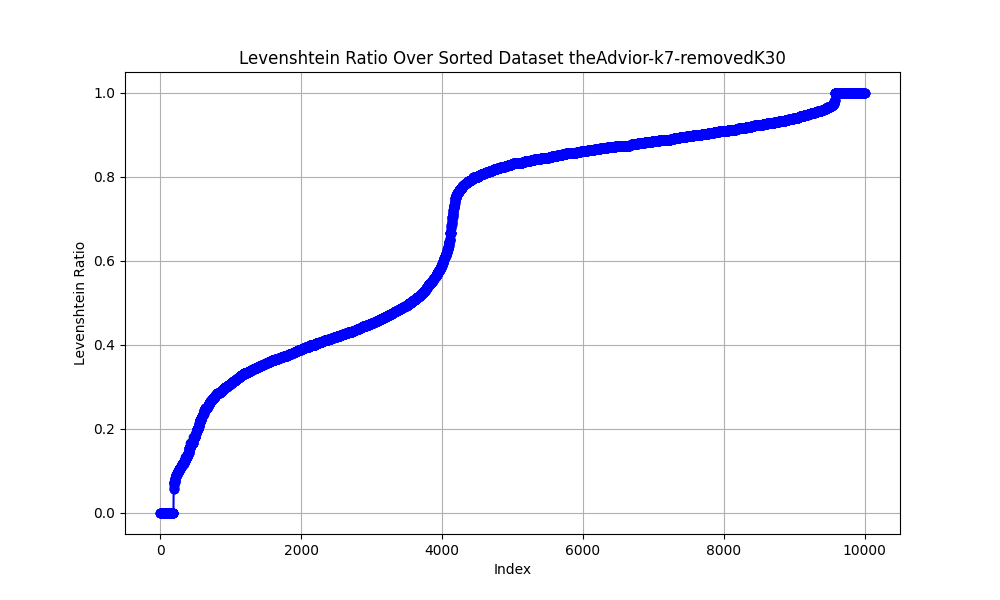 Levenshtein Ratio Over Sorted Dataset theAdvior-k7-removedK30
1.0
0.8
0.6
0.4
0.2
0.0
Levenshtein Ratio
0 2000 4000 6000 8000 10000
Index